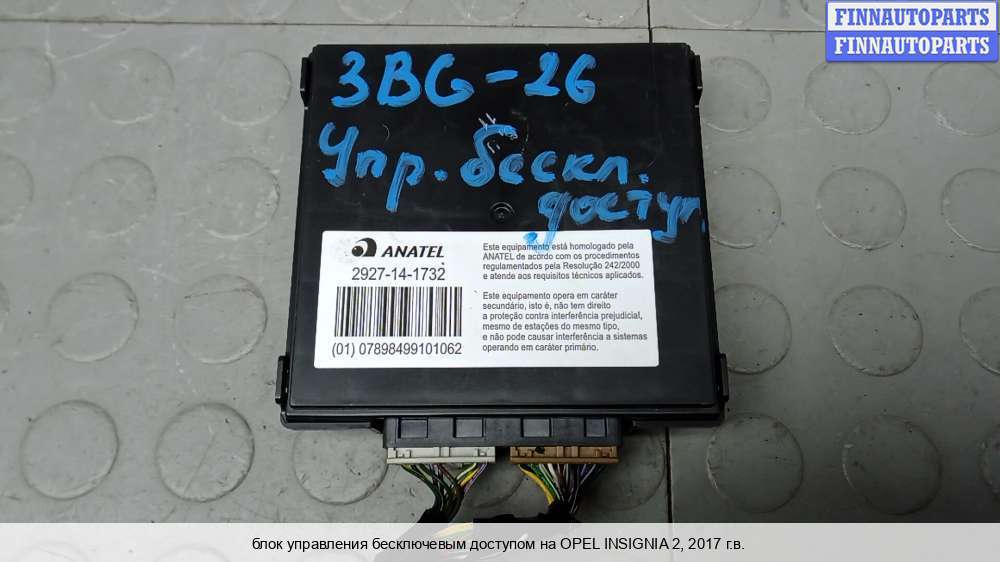 FINNAUTOPARTS
FINNAUTOPARTS
3BG-26
Упр. бескл.
доступ.
ANATEL
2927-14-1732
(01) 07898499101062
Este equipamento está homologado pela
ANATEL de acordo com os procedimentos
regulamentados pela Resolução 242/2000
e atende aos requisitos técnicos aplicados.
Este equipamento opera em caráter
secundário, isto é, não tem direito
a proteção contra interferência prejudicial,
mesmo de estações do mesmo tipo,
e não pode causar interferência a sistemas
operando em caráter primário.
блок управления бесключевым доступом на OPEL INSIGNIA 2, 2017 г.в.